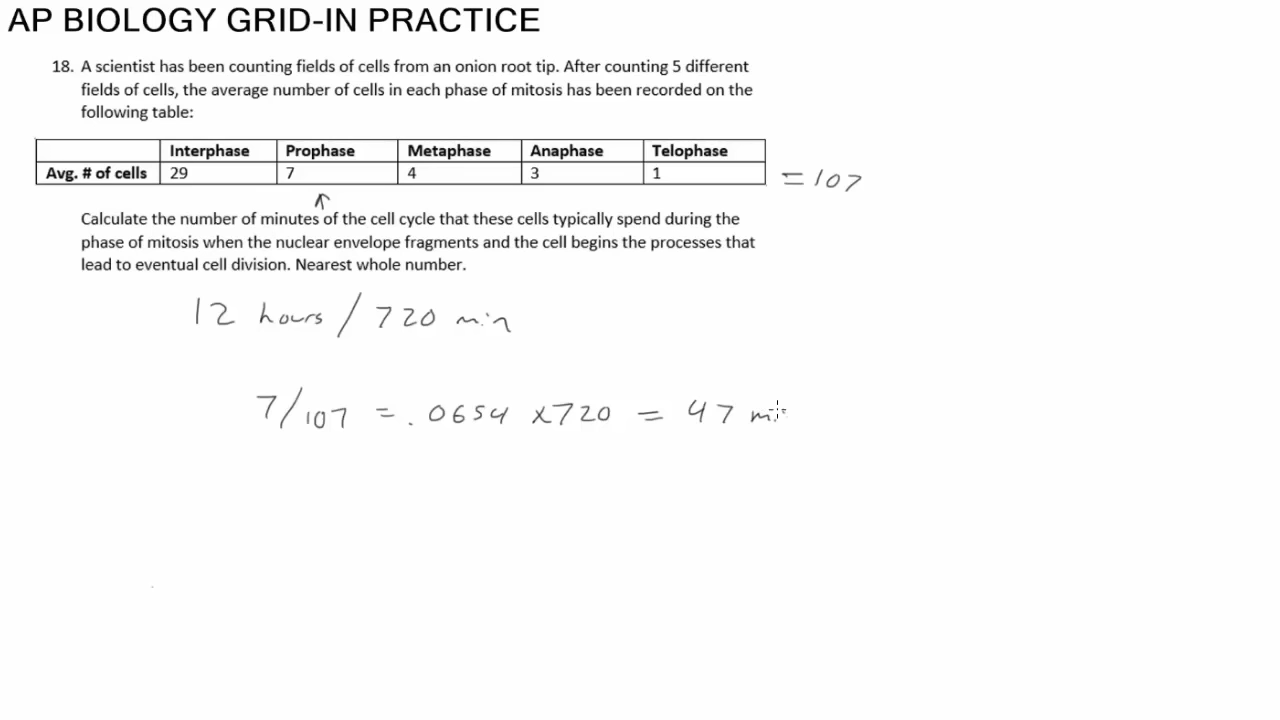 AP BIOLOGY GRID-IN PRACTICE
18. A scientist has been counting fields of cells from an onion root tip. After counting 5 different
fields of cells, the average number of cells in each phase of mitosis has been recorded on the
following table:
Interphase Prophase Metaphase Anaphase Telophase
Avg. # of cells 29 7 4 3 1 = 107
Calculate the number of minutes of the cell cycle that these cells typically spend during the
phase of mitosis when the nuclear envelope fragments and the cell begins the processes that
lead to eventual cell division. Nearest whole number.
12 hours / 720 min
7/107 = .0654 x720 = 47 mi